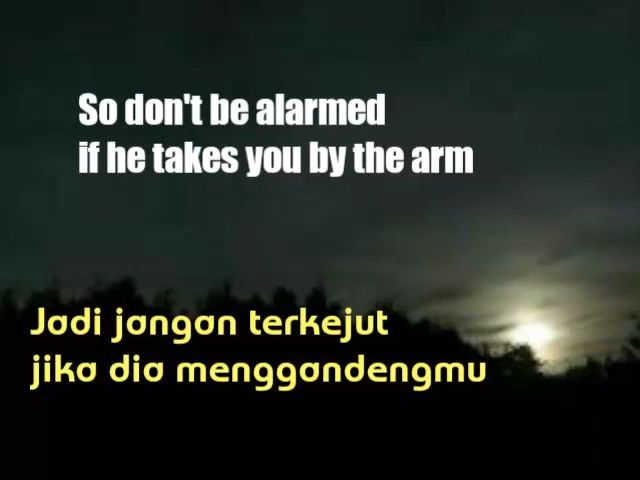 So don't be alarmed
if he takes you by the arm
Jadi jangan terkejut
jika dia menggandengmu